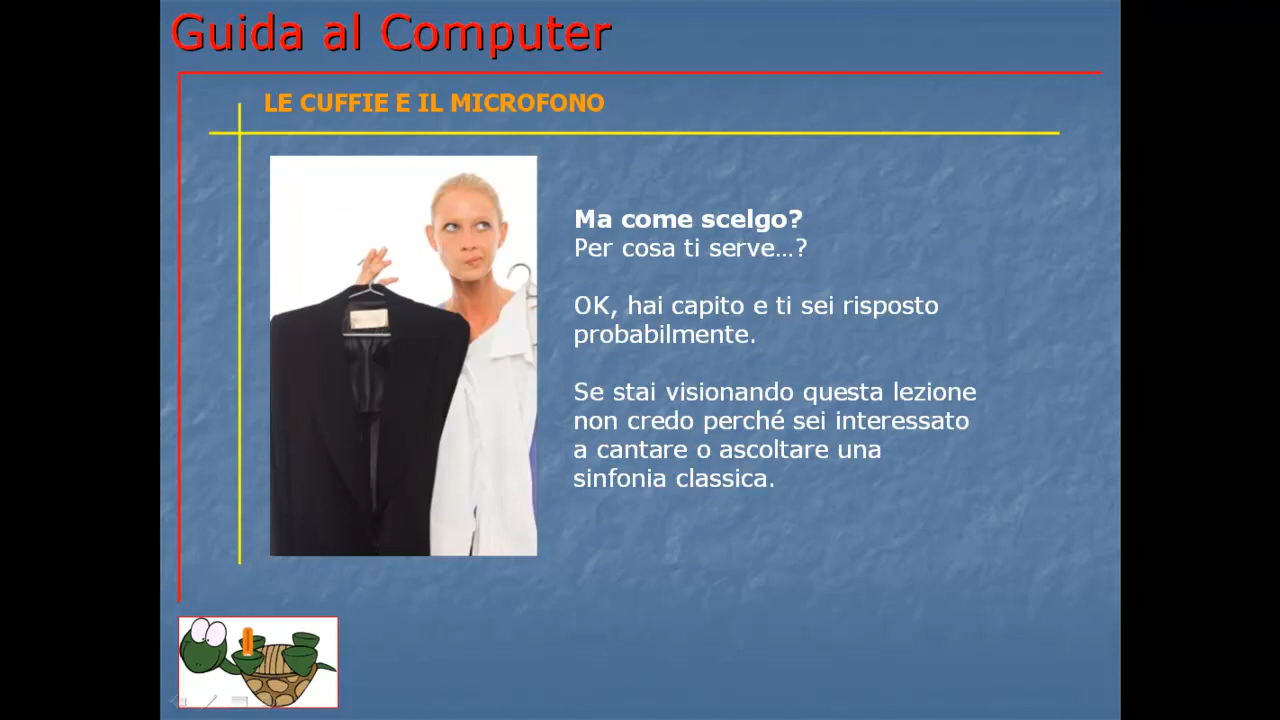 Guida al Computer
LE CUFFIE E IL MICROFONO
Ma come scelgo?
Per cosa ti serve…?
OK, hai capito e ti sei risposto
probabilmente.
Se stai visionando questa lezione
non credo perché sei interessato
a cantare o ascoltare una
sinfonia classica.